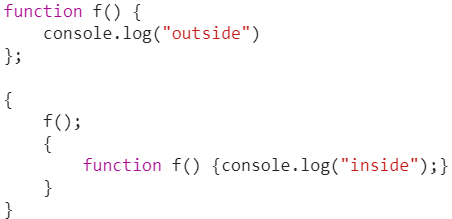 function f() {
    console.log("outside")
};

{
    f();
    {
        function f() {console.log("inside");}
    }
}